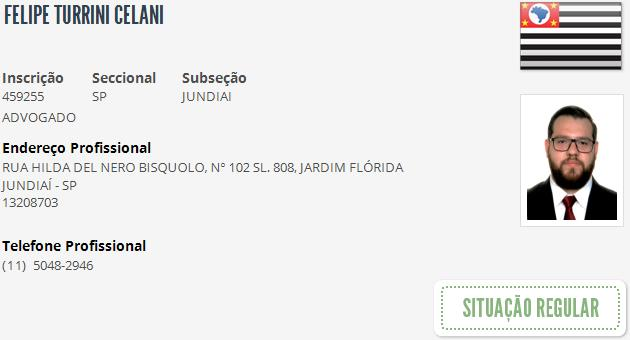 FELIPE TURRINI CELANI
Inscrição Seccional Subseção
459255 SP JUNDIAI
ADVOGADO
Endereço Profissional
RUA HILDA DEL NERO BISQUOLO, Nº 102 SL. 808, JARDIM FLÓRIDA
JUNDIAÍ - SP
13208703
Telefone Profissional
(11) 5048-2946
SITUAÇÃO REGULAR